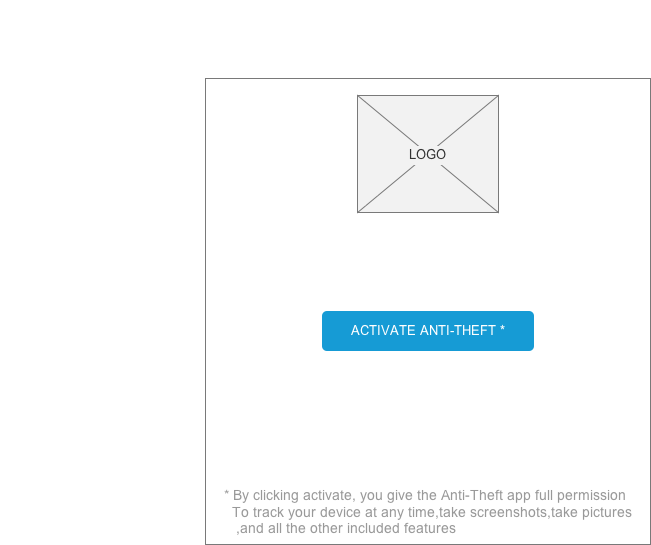 LOGO
ACTIVATE ANTI-THEFT *
* By clicking activate, you give the Anti-Theft app full permission
To track your device at any time,take screenshots,take pictures
,and all the other included features